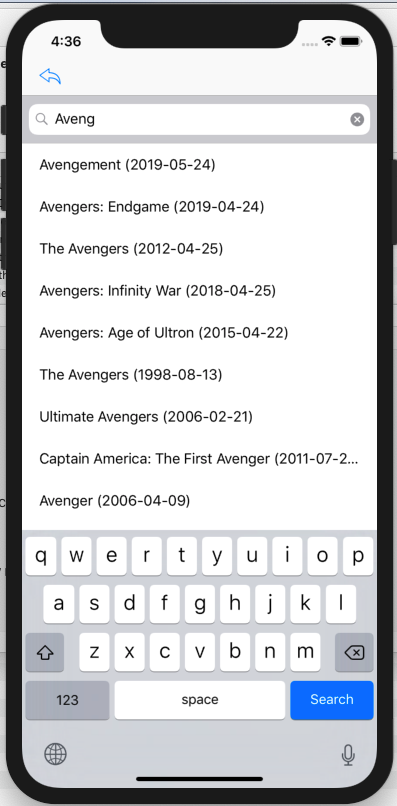 4:36
Aveng
Avengement (2019-05-24)
Avengers: Endgame (2019-04-24)
The Avengers (2012-04-25)
Avengers: Infinity War (2018-04-25)
Avengers: Age of Ultron (2015-04-22)
The Avengers (1998-08-13)
Ultimate Avengers (2006-02-21)
Captain America: The First Avenger (2011-07-2...
Avenger (2006-04-09)
q w e r t y u i o p
a s d f g h j k l
z x c v b n m
123 space Search